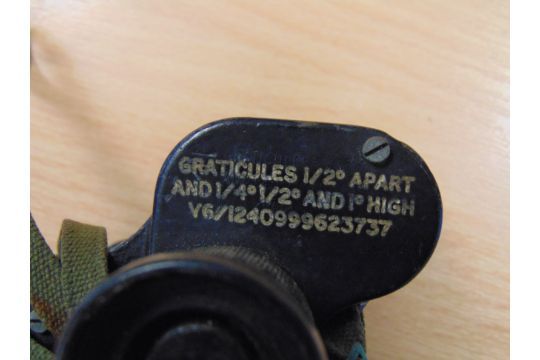 GRATICULES 1/2° APART
AND 1/4° 1/2° AND 1° HIGH
V6/1240999623737